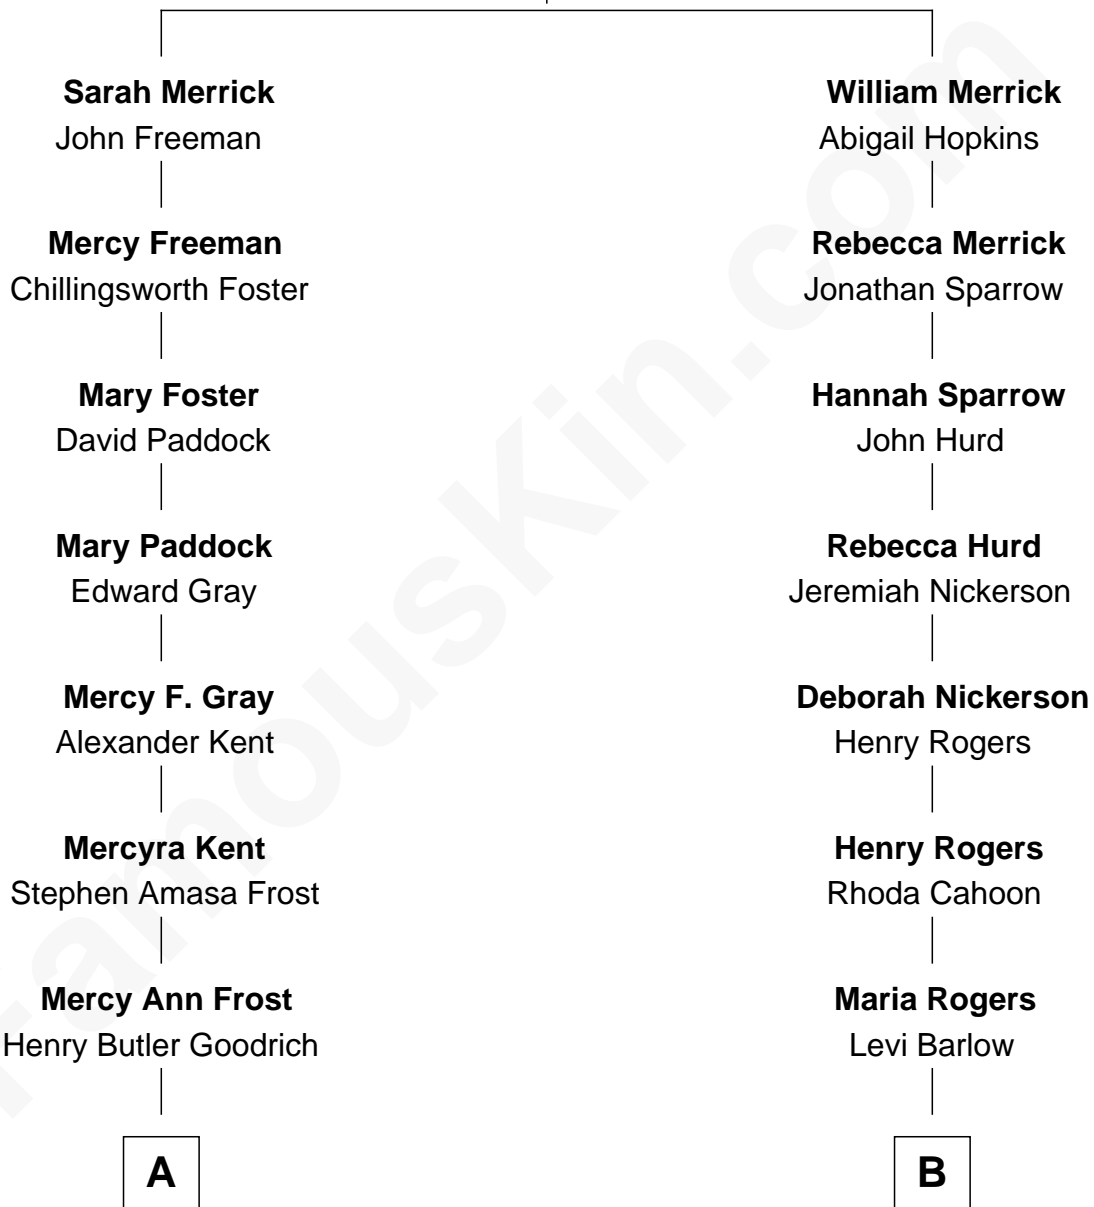 Sarah Merrick
John Freeman
William Merrick
Abigail Hopkins
Mercy Freeman
Chillingsworth Foster
Rebecca Merrick
Jonathan Sparrow
Mary Foster
David Paddock
Hannah Sparrow
John Hurd
Mary Paddock
Edward Gray
Rebecca Hurd
Jeremiah Nickerson
Mercy F. Gray
Alexander Kent
Deborah Nickerson
Henry Rogers
Mercyra Kent
Stephen Amasa Frost
Henry Rogers
Rhoda Cahoon
Mercy Ann Frost
Henry Butler Goodrich
Maria Rogers
Levi Barlow
A
B
FamousKin.com